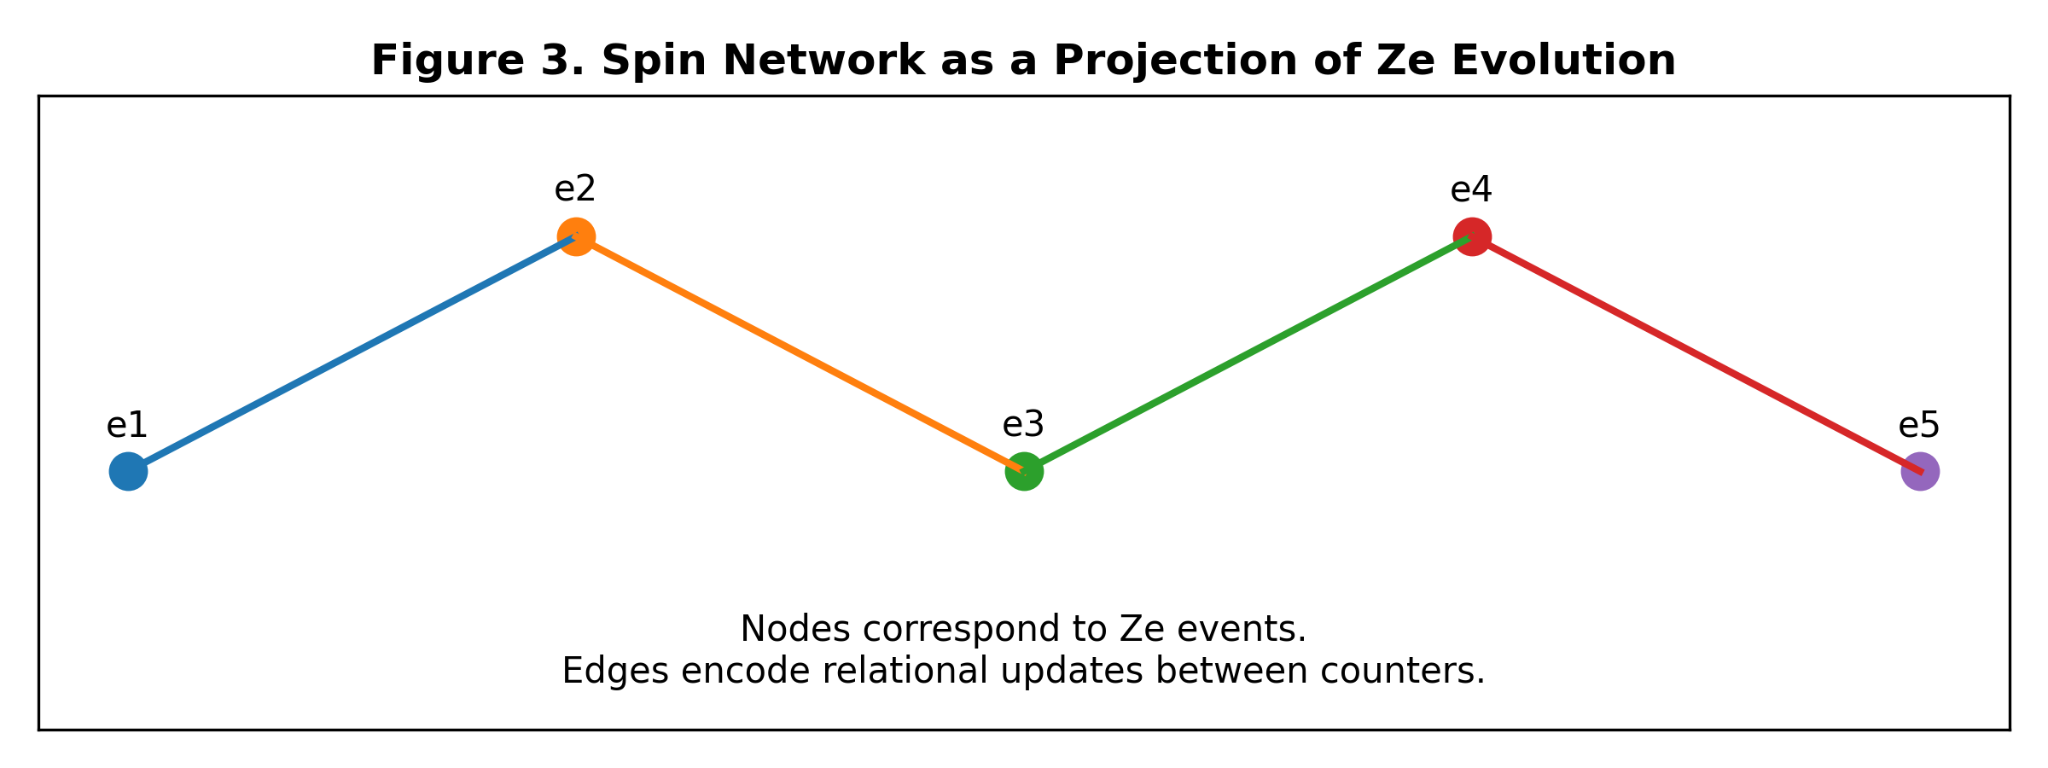 Figure 3. Spin Network as a Projection of Ze Evolution
e2
e4
e1
e3
e5
Nodes correspond to Ze events.
Edges encode relational updates between counters.